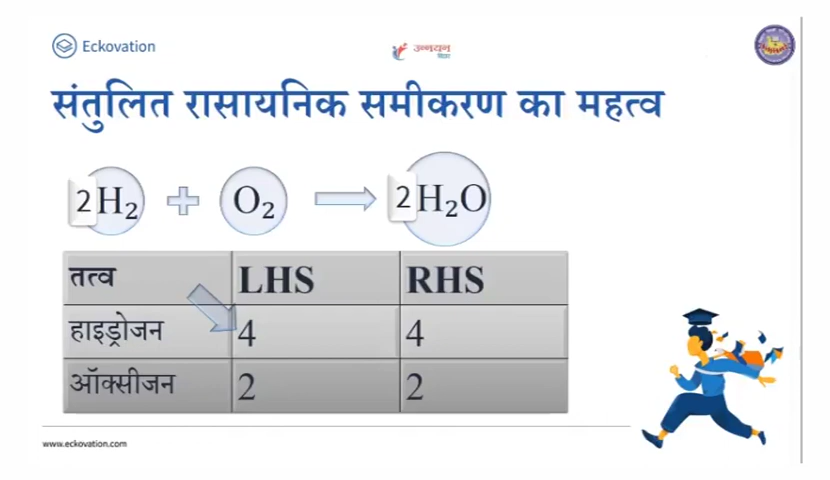 Eckovation
उन्नयन
बिहार
संतुलित रासायनिक समीकरण का महत्व
2H₂ + O₂ → 2H₂O
तत्व LHS RHS
हाइड्रोजन 4 4
ऑक्सीजन 2 2
www.eckovation.com